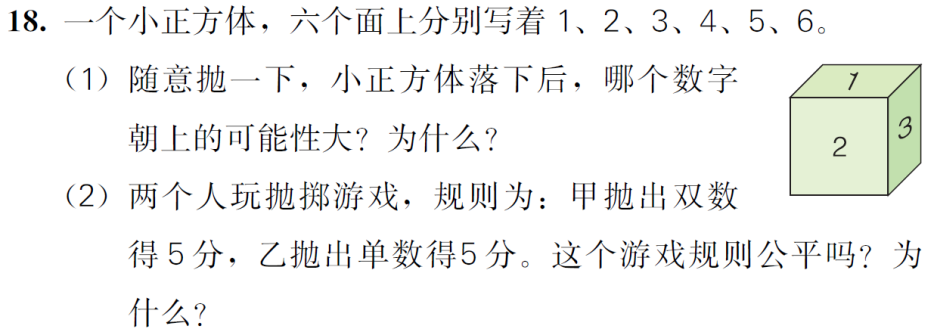 18. 一个小正方体，六个面上分别写着 1、2、3、4、5、6。
（1）随意抛一下，小正方体落下后，哪个数字
朝上的可能性大？为什么？
1
2
3
（2）两个人玩抛掷游戏，规则为：甲抛出双数
得 5 分，乙抛出单数得5 分。这个游戏规则公平吗？为
什么？